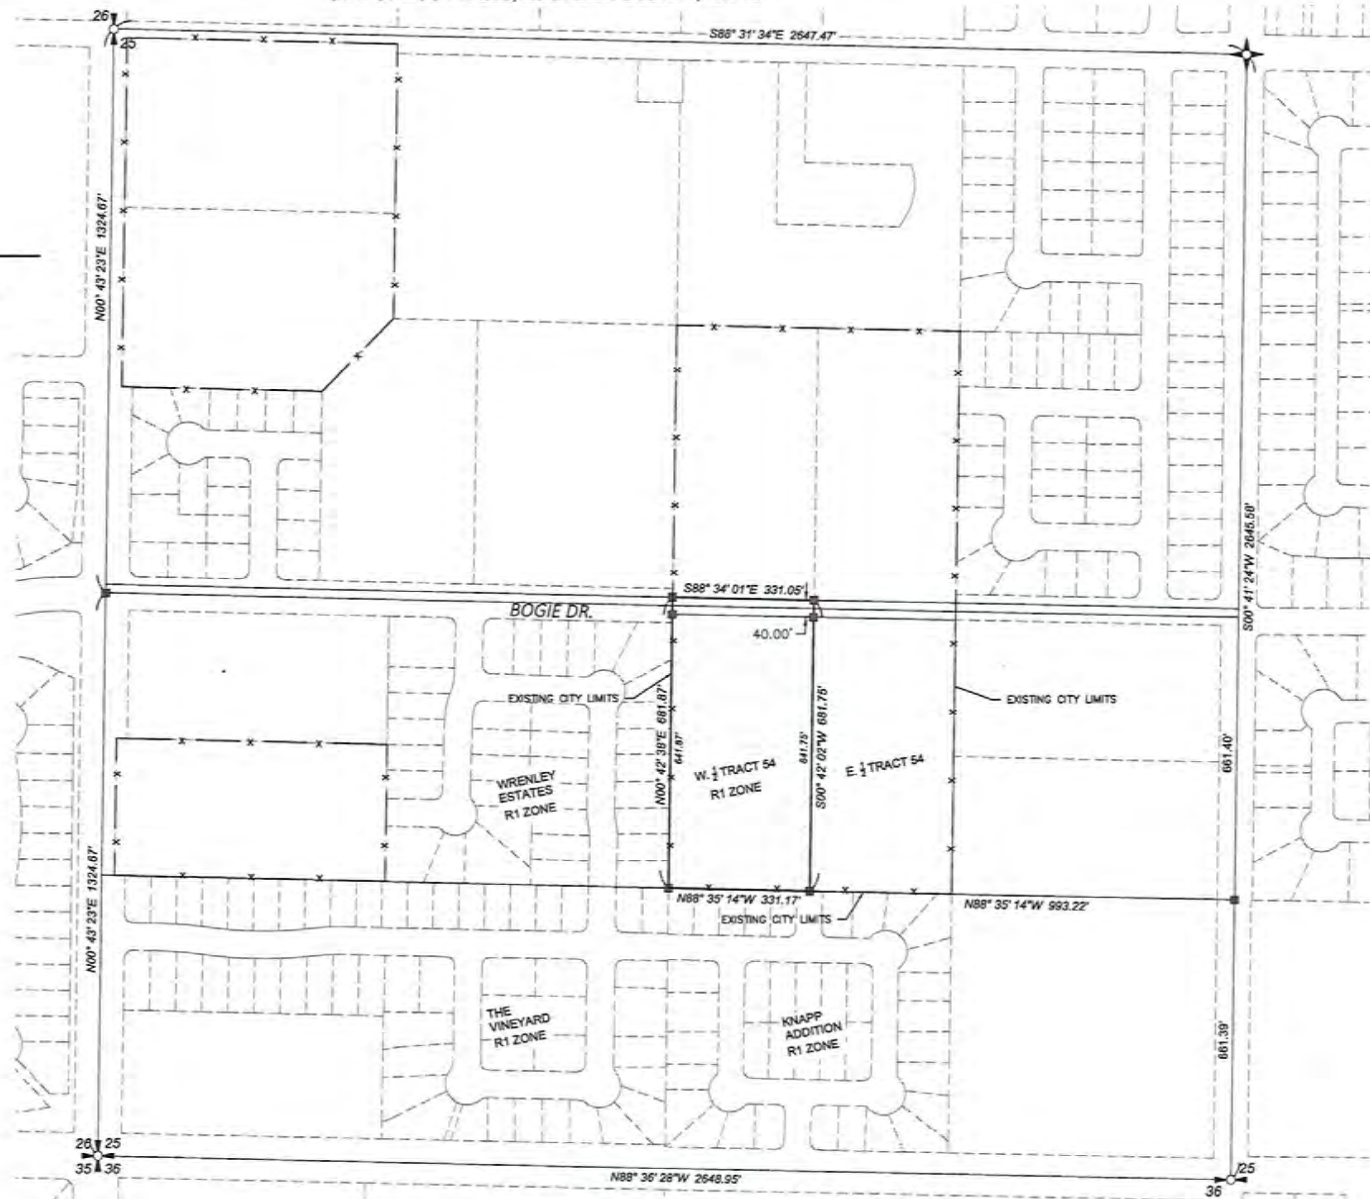 26
25
S88° 31' 34"E 2647.47'
N00° 43' 23"E 1324.67'
S00° 41' 24"W 2645.58'
S88° 34' 01"E 331.05'
BOGIE DR.
40.00'
EXISTING CITY LIMITS
EXISTING CITY LIMITS
N00° 42' 38"E 681.87'
641.87'
W. ½ TRACT 54
R1 ZONE
641.75'
S00° 42' 02"W 681.75'
E. ½ TRACT 54
661.40'
WRENLEY
ESTATES
R1 ZONE
N00° 43' 23"E 1324.67'
N88° 35' 14"W 331.17'
EXISTING CITY LIMITS
N88° 35' 14"W 993.22'
THE
VINEYARD
R1 ZONE
KNAPP
ADDITION
R1 ZONE
661.39'
26 25
35 36
N88° 36' 28"W 2648.95'
25
36